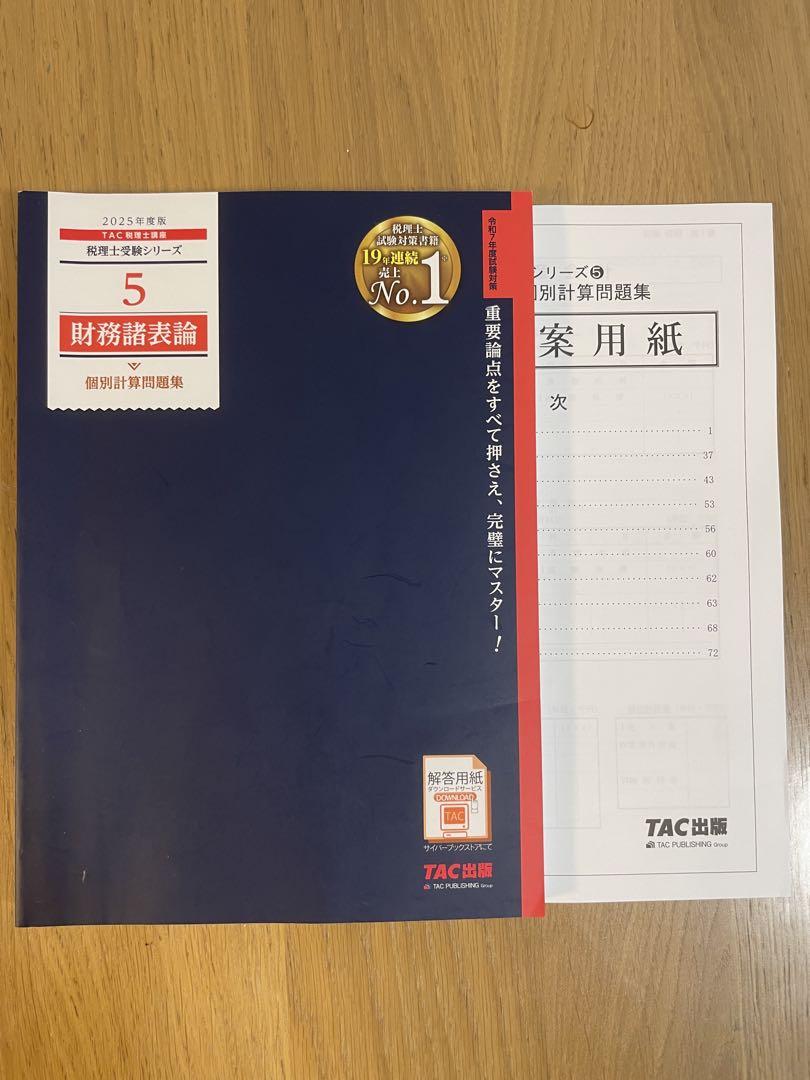 2025年度版
TAC税理士講座
税理士受験シリーズ
5
財務諸表論
個別計算問題集
税理士
試験対策書籍
19年連続
売上
No.1※
令和7年度試験対策
重要論点をすべて押さえ、完璧にマスター!
解答用紙
ダウンロードサービス
DOWNLOAD
TAC
サイバーブックストアにて
TAC出版
TAC PUBLISHING Group
シリーズ❺
別計算問題集
案用紙
次
1
37
43
53
56
60
62
63
68
72
TAC出版
TAC PUBLISHING Group